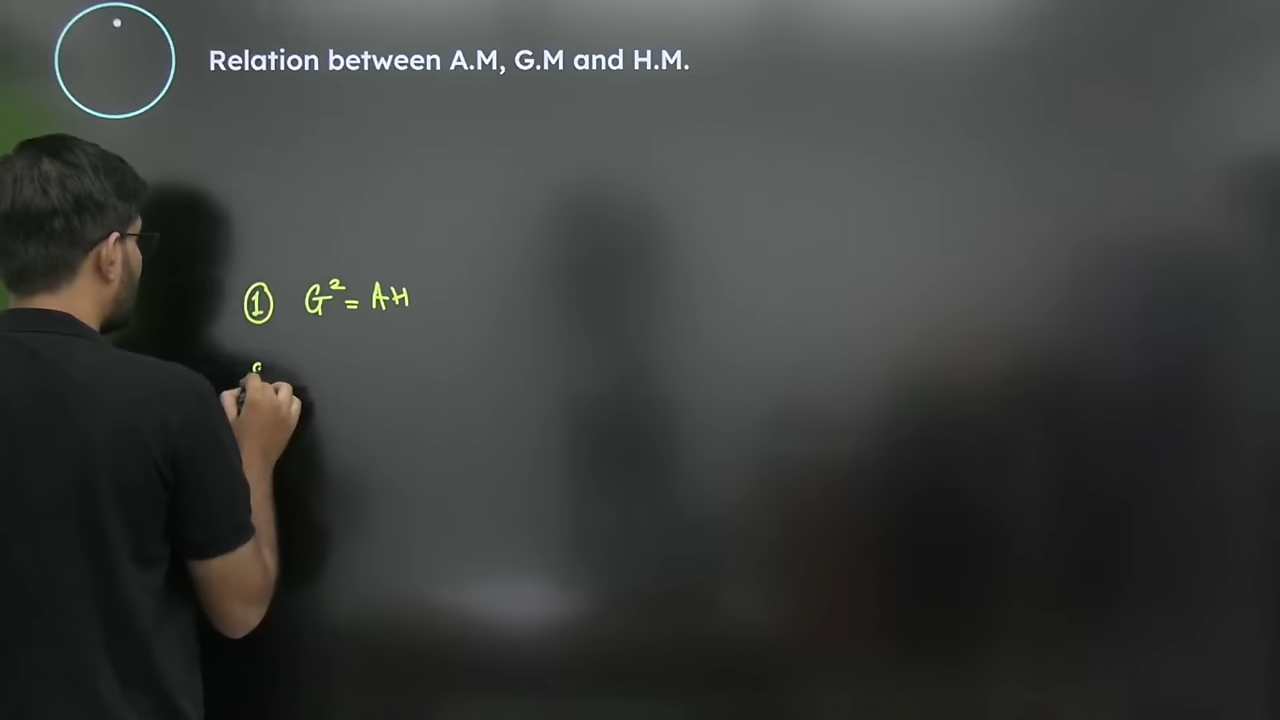 Relation between A.M, G.M and H.M.
① G² = AH